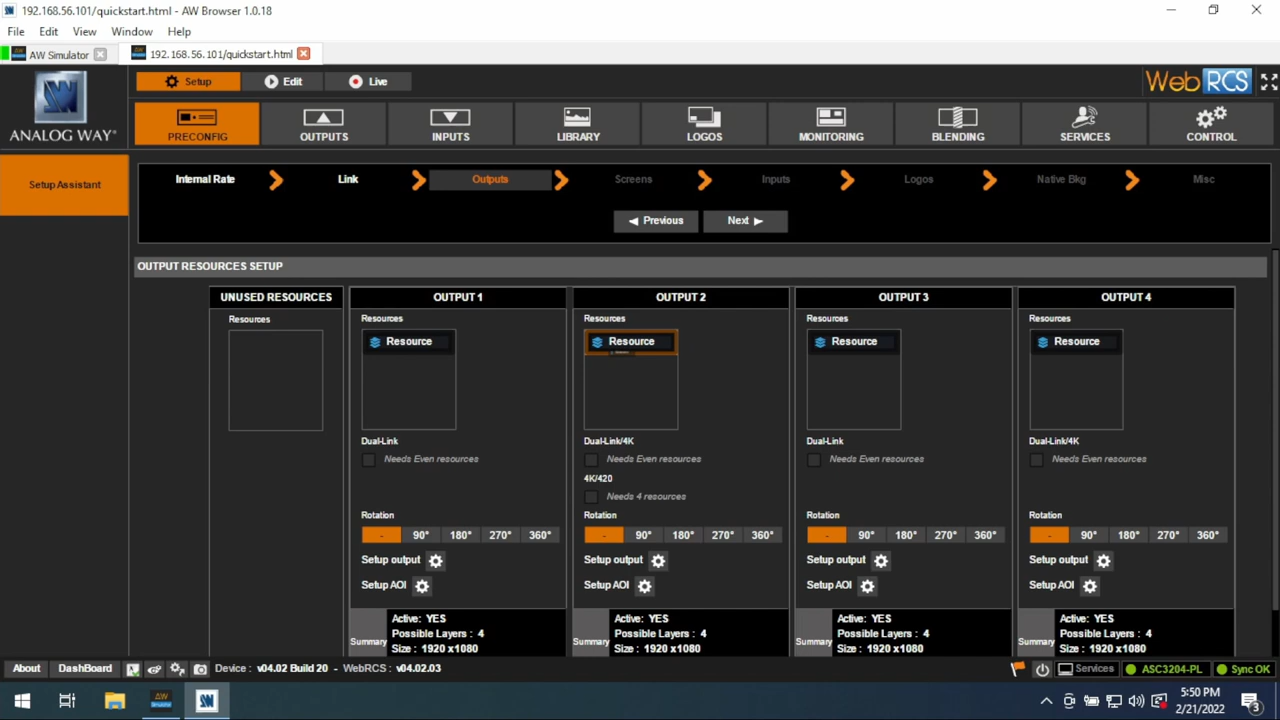 192.168.56.101/quickstart.html - AW Browser 1.0.18
File Edit View Window Help
AW Simulator
192.168.56.101/quickstart.html
ANALOG WAY®
Setup Edit Live
Web RCS
PRECONFIG OUTPUTS INPUTS LIBRARY LOGOS MONITORING BLENDING SERVICES CONTROL
Setup Assistant
Internal Rate Link Outputs Screens Inputs Logos Native Bkg Misc
Previous Next
OUTPUT RESOURCES SETUP
UNUSED RESOURCES OUTPUT 1 OUTPUT 2 OUTPUT 3 OUTPUT 4
Resources Resources Resources Resources Resources
Resource Resource Resource Resource
Dual-Link Dual-Link/4K Dual-Link Dual-Link/4K
Needs Even resources Needs Even resources Needs Even resources Needs Even resources
4K/420
Needs 4 resources
Rotation Rotation Rotation Rotation
- 90° 180° 270° 360° - 90° 180° 270° 360° - 90° 180° 270° 360° - 90° 180° 270° 360°
Setup output Setup output Setup output Setup output
Setup AOI Setup AOI Setup AOI Setup AOI
Active: YES Active: YES Active: YES Active: YES
Possible Layers : 4 Possible Layers : 4 Possible Layers : 4 Possible Layers : 4
Summary Size : 1920 x1080 Summary Size : 1920 x1080 Summary Size : 1920 x1080 Summary Size : 1920 x1080
About DashBoard Device : v04.02 Build 20 - WebRCS : v04.02.03 Services ASC3204-PL Sync OK
AW
Simulator
5:50 PM
2/21/2022
3